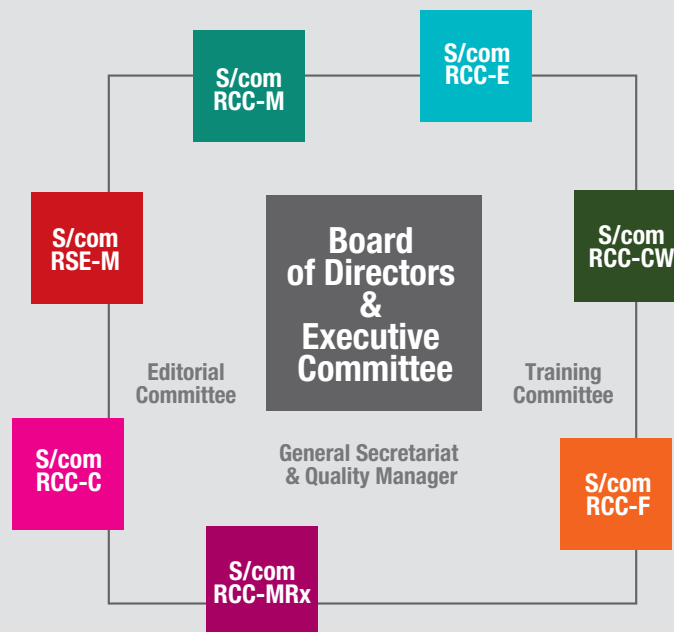 S/com
RCC-M
S/com
RCC-E
S/com
RSE-M
Board
of Directors
&
Executive
Committee
S/com
RCC-CW
Editorial
Committee
Training
Committee
General Secretariat
& Quality Manager
S/com
RCC-C
S/com
RCC-F
S/com
RCC-MRx